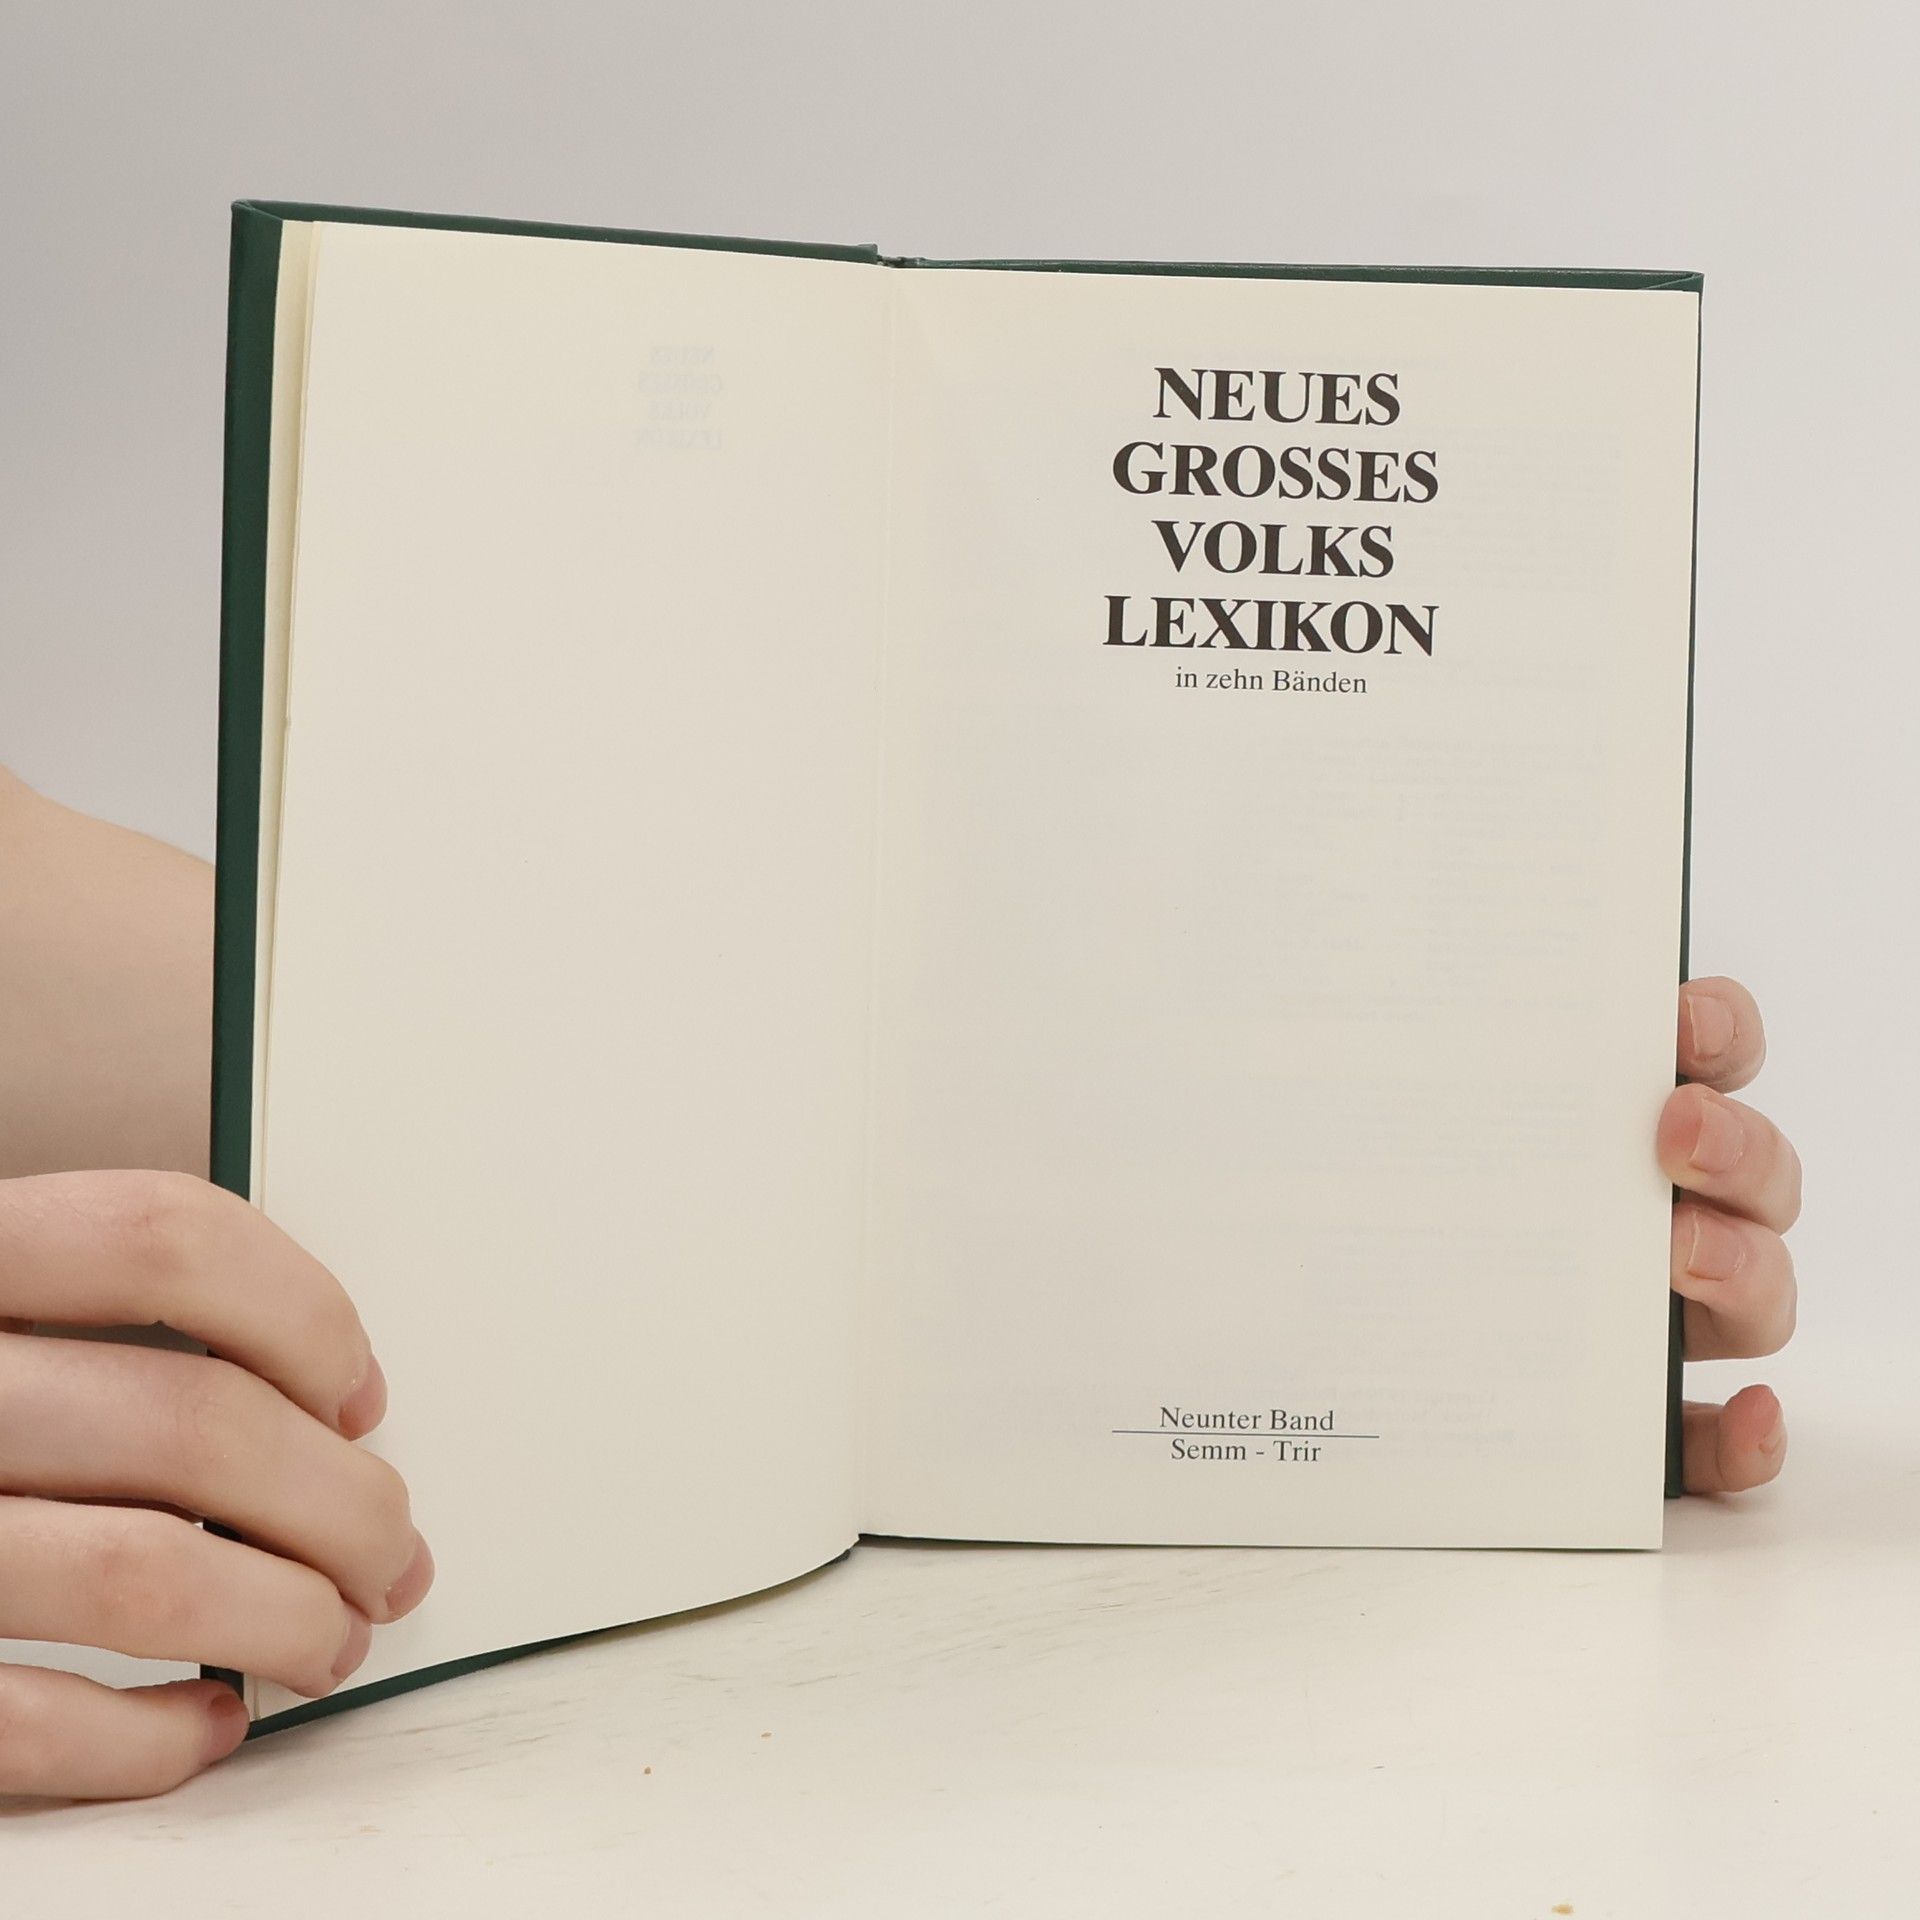 NEUES
GROSSES
VOLKS
LEXIKON
in zehn Bänden
Neunter Band
Semm - Trir